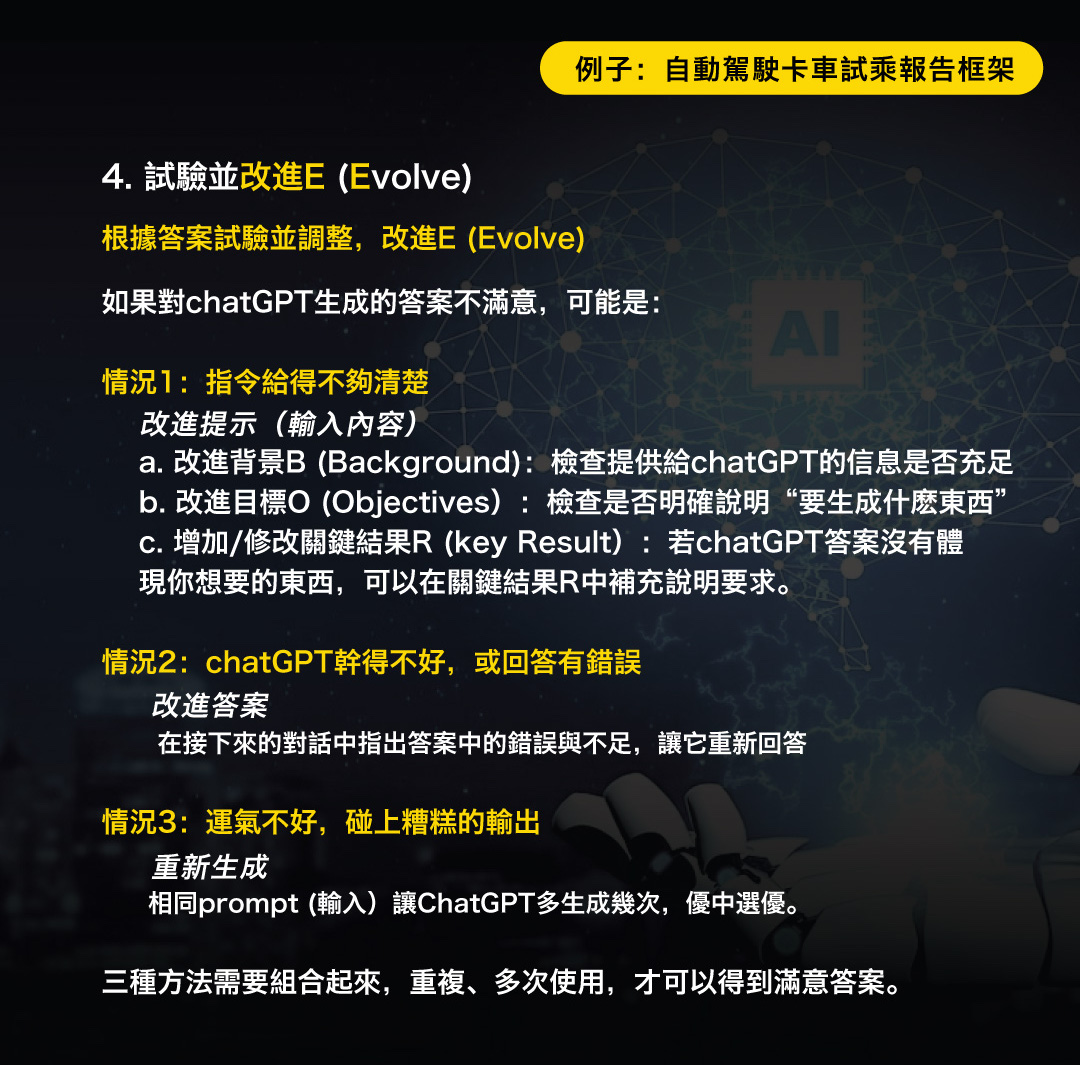 例子：自動駕駛卡車試乘報告框架
4. 試驗並改進E (Evolve)
根據答案試驗並調整，改進E (Evolve)
如果對chatGPT生成的答案不滿意，可能是：
AI
情況1：指令給得不夠清楚
改進提示（輸入內容）
a. 改進背景B (Background)：檢查提供給chatGPT的信息是否充足
b. 改進目標O (Objectives）：檢查是否明確說明“要生成什麽東西”
c. 增加/修改關鍵結果R (key Result）：若chatGPT答案沒有體
現你想要的東西，可以在關鍵結果R中補充說明要求。
情況2：chatGPT幹得不好，或回答有錯誤
改進答案
在接下來的對話中指出答案中的錯誤與不足，讓它重新回答
情況3：運氣不好，碰上糟糕的輸出
重新生成
相同prompt (輸入）讓ChatGPT多生成幾次，優中選優。
三種方法需要組合起來，重複、多次使用，才可以得到滿意答案。